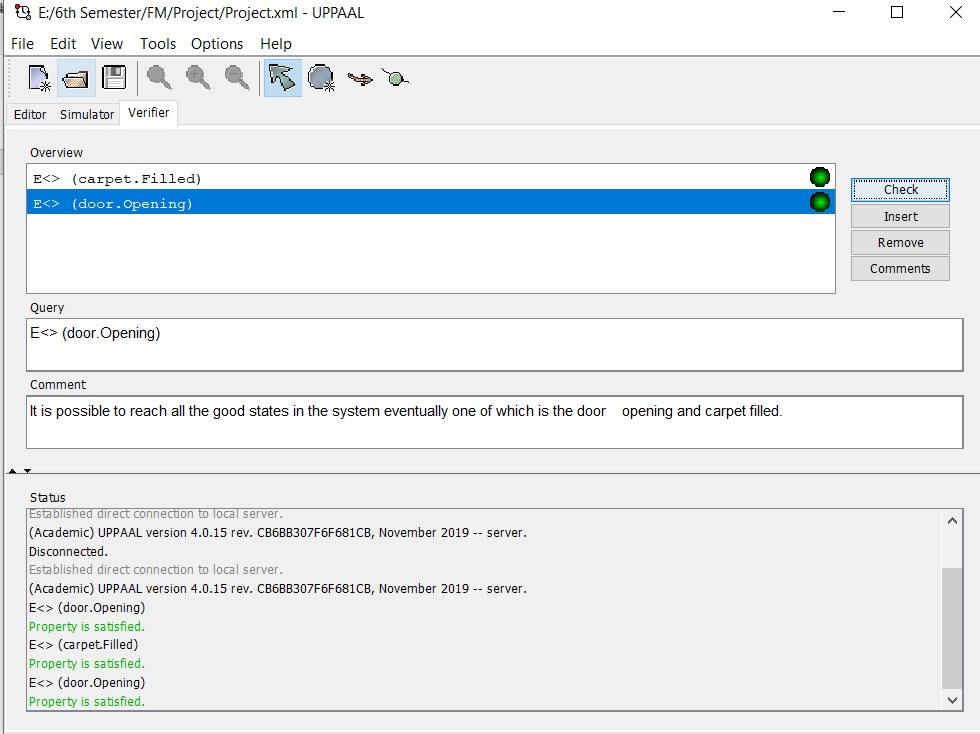 E:/6th Semester/FM/Project/Project.xml - UPPAAL
File Edit View Tools Options Help
Editor Simulator Verifier
Overview
E<> (carpet.Filled)
E<> (door.Opening)
Check
Insert
Remove
Comments
Query
E<> (door.Opening)
Comment
It is possible to reach all the good states in the system eventually one of which is the door    opening and carpet filled.
Status
Established direct connection to local server.
(Academic) UPPAAL version 4.0.15 rev. CB6BB307F6F681CB, November 2019 -- server.
Disconnected.
Established direct connection to local server.
(Academic) UPPAAL version 4.0.15 rev. CB6BB307F6F681CB, November 2019 -- server.
E<> (door.Opening)
Property is satisfied.
E<> (carpet.Filled)
Property is satisfied.
E<> (door.Opening)
Property is satisfied.